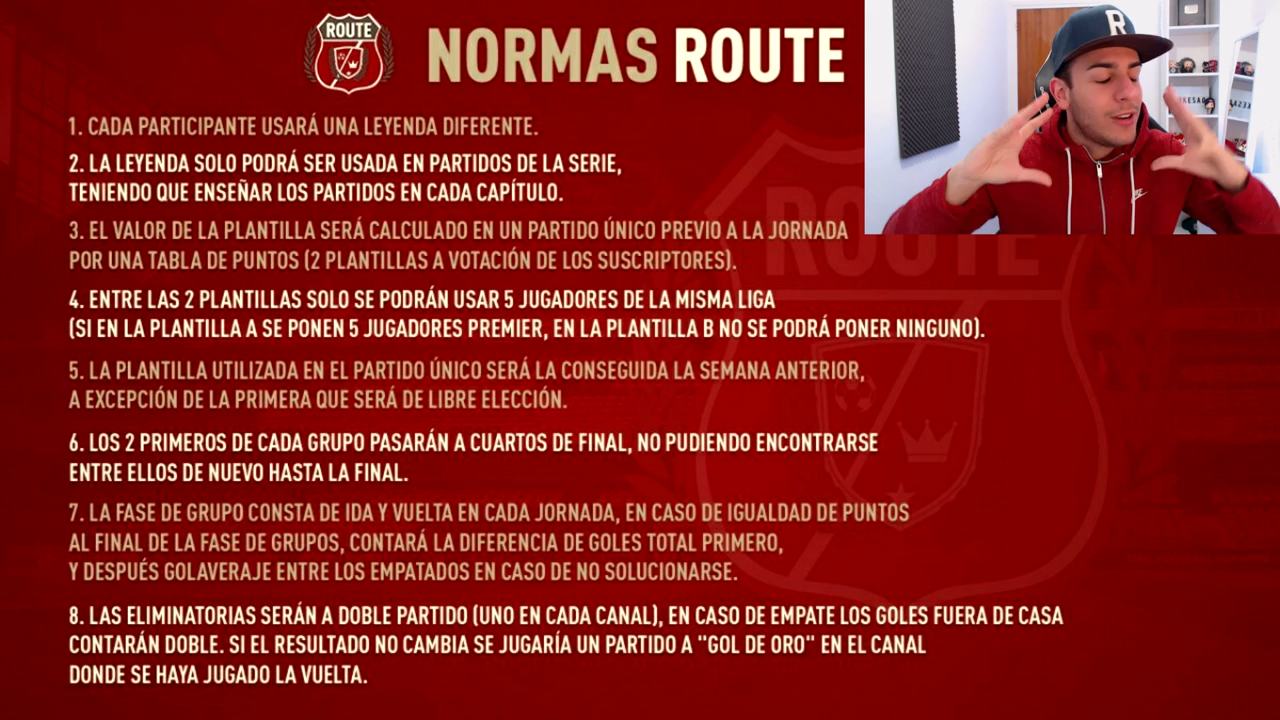 ROUTE
NORMAS ROUTE
1. CADA PARTICIPANTE USARÁ UNA LEYENDA DIFERENTE.
2. LA LEYENDA SOLO PODRÁ SER USADA EN PARTIDOS DE LA SERIE,
TENIENDO QUE ENSEÑAR LOS PARTIDOS EN CADA CAPÍTULO.
3. EL VALOR DE LA PLANTILLA SERÁ CALCULADO EN UN PARTIDO ÚNICO PREVIO A LA JORNADA
POR UNA TABLA DE PUNTOS (2 PLANTILLAS A VOTACIÓN DE LOS SUSCRIPTORES).
4. ENTRE LAS 2 PLANTILLAS SOLO SE PODRÁN USAR 5 JUGADORES DE LA MISMA LIGA
(SI EN LA PLANTILLA A SE PONEN 5 JUGADORES PREMIER, EN LA PLANTILLA B NO SE PODRÁ PONER NINGUNO).
5. LA PLANTILLA UTILIZADA EN EL PARTIDO ÚNICO SERÁ LA CONSEGUIDA LA SEMANA ANTERIOR,
A EXCEPCIÓN DE LA PRIMERA QUE SERÁ DE LIBRE ELECCIÓN.
6. LOS 2 PRIMEROS DE CADA GRUPO PASARÁN A CUARTOS DE FINAL, NO PUDIENDO ENCONTRARSE
ENTRE ELLOS DE NUEVO HASTA LA FINAL.
7. LA FASE DE GRUPO CONSTA DE IDA Y VUELTA EN CADA JORNADA, EN CASO DE IGUALDAD DE PUNTOS
AL FINAL DE LA FASE DE GRUPOS, CONTARÁ LA DIFERENCIA DE GOLES TOTAL PRIMERO,
Y DESPUÉS GOLAVERAJE ENTRE LOS EMPATADOS EN CASO DE NO SOLUCIONARSE.
8. LAS ELIMINATORIAS SERÁN A DOBLE PARTIDO (UNO EN CADA CANAL), EN CASO DE EMPATE LOS GOLES FUERA DE CASA
CONTARÁN DOBLE. SI EL RESULTADO NO CAMBIA SE JUGARÍA UN PARTIDO A "GOL DE ORO" EN EL CANAL
DONDE SE HAYA JUGADO LA VUELTA.
R
ROUTE